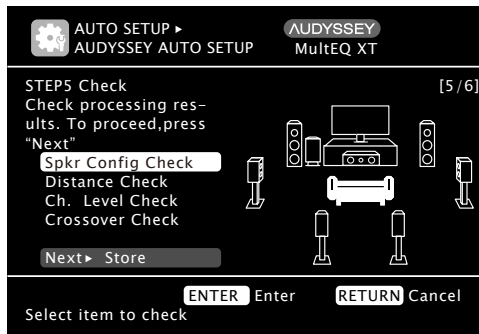 AUTO SETUP ▸
AUDYSSEY AUTO SETUP
AUDYSSEY
MultEQ XT
STEP5 Check
[5/6]
Check processing res-
ults. To proceed,press
“Next”
Spkr Config Check
Distance Check
Ch. Level Check
Crossover Check
Next▸ Store
ENTER Enter
RETURN Cancel
Select item to check